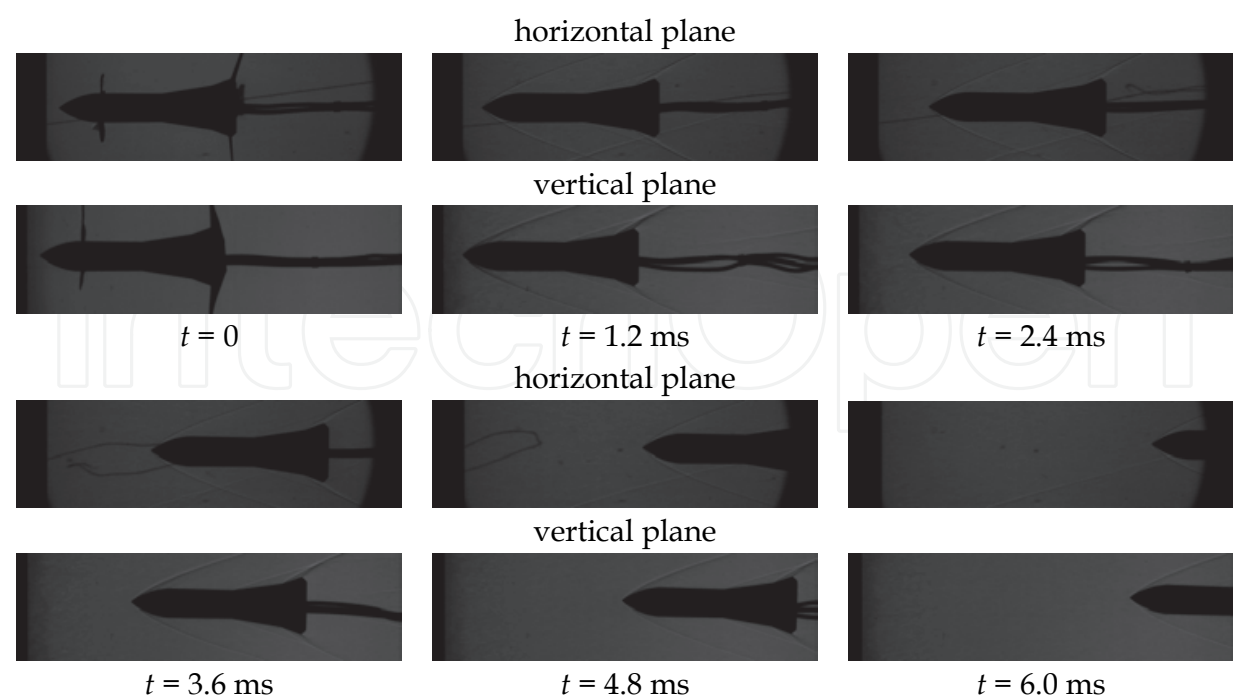 horizontal plane
vertical plane
t = 0
t = 1.2 ms
t = 2.4 ms
horizontal plane
vertical plane
t = 3.6 ms
t = 4.8 ms
t = 6.0 ms
IntechOpen